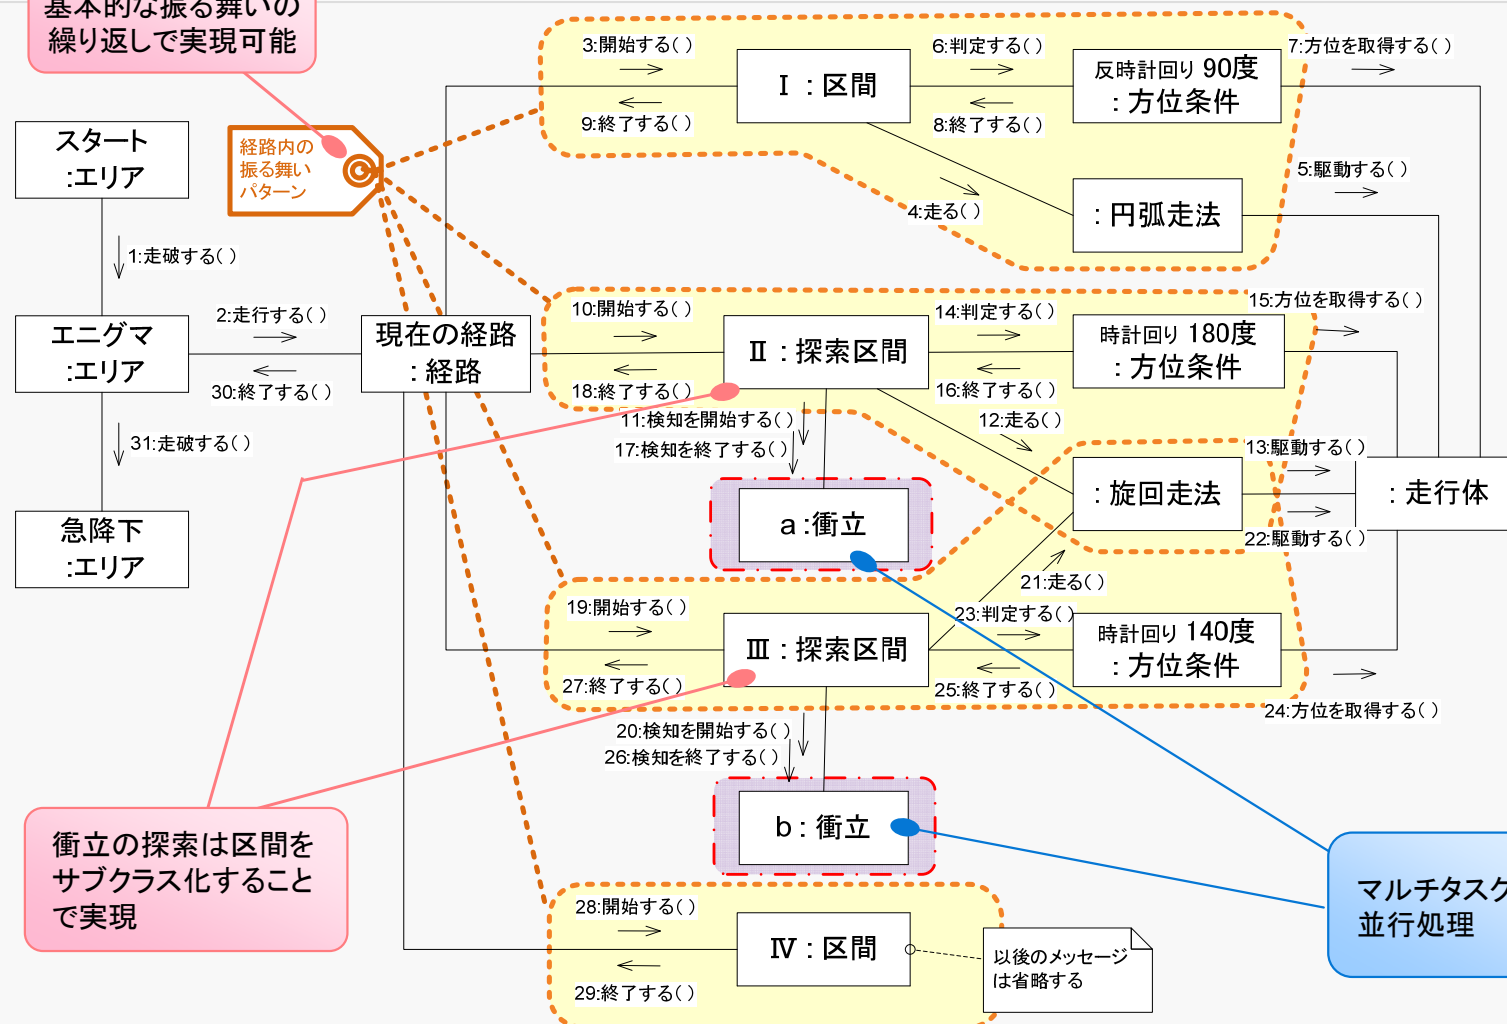 基本的な振る舞いの
繰り返しで実現可能
3:開始する( )
9:終了する( )
Ⅰ : 区間
6:判定する( )
8:終了する( )
反時計回り 90度
: 方位条件
7:方位を取得する( )
スタート
:エリア
経路内の
振る舞い
パターン
4:走る( )
: 円弧走法
5:駆動する( )
1:走破する( )
エニグマ
:エリア
2:走行する( )
30:終了する( )
現在の経路
: 経路
10:開始する( )
18:終了する( )
Ⅱ : 探索区間
14:判定する( )
16:終了する( )
時計回り 180度
: 方位条件
15:方位を取得する( )
11:検知を開始する( )
17:検知を終了する( )
12:走る( )
31:走破する( )
急降下
:エリア
a :衝立
: 旋回走法
13:駆動する( )
22:駆動する( )
: 走行体
21:走る( )
19:開始する( )
27:終了する( )
Ⅲ : 探索区間
23:判定する( )
25:終了する( )
時計回り 140度
: 方位条件
24:方位を取得する( )
20:検知を開始する( )
26:検知を終了する( )
b : 衝立
衝立の探索は区間を
サブクラス化すること
で実現
マルチタスク
並行処理
28:開始する( )
29:終了する( )
Ⅳ : 区間
以後のメッセージ
は省略する